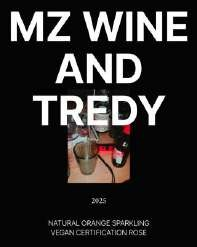 MZ WINE
AND
TREDY
2025
NATURAL ORANGE SPARKLING
VEGAN CERTIFICATION ROSE